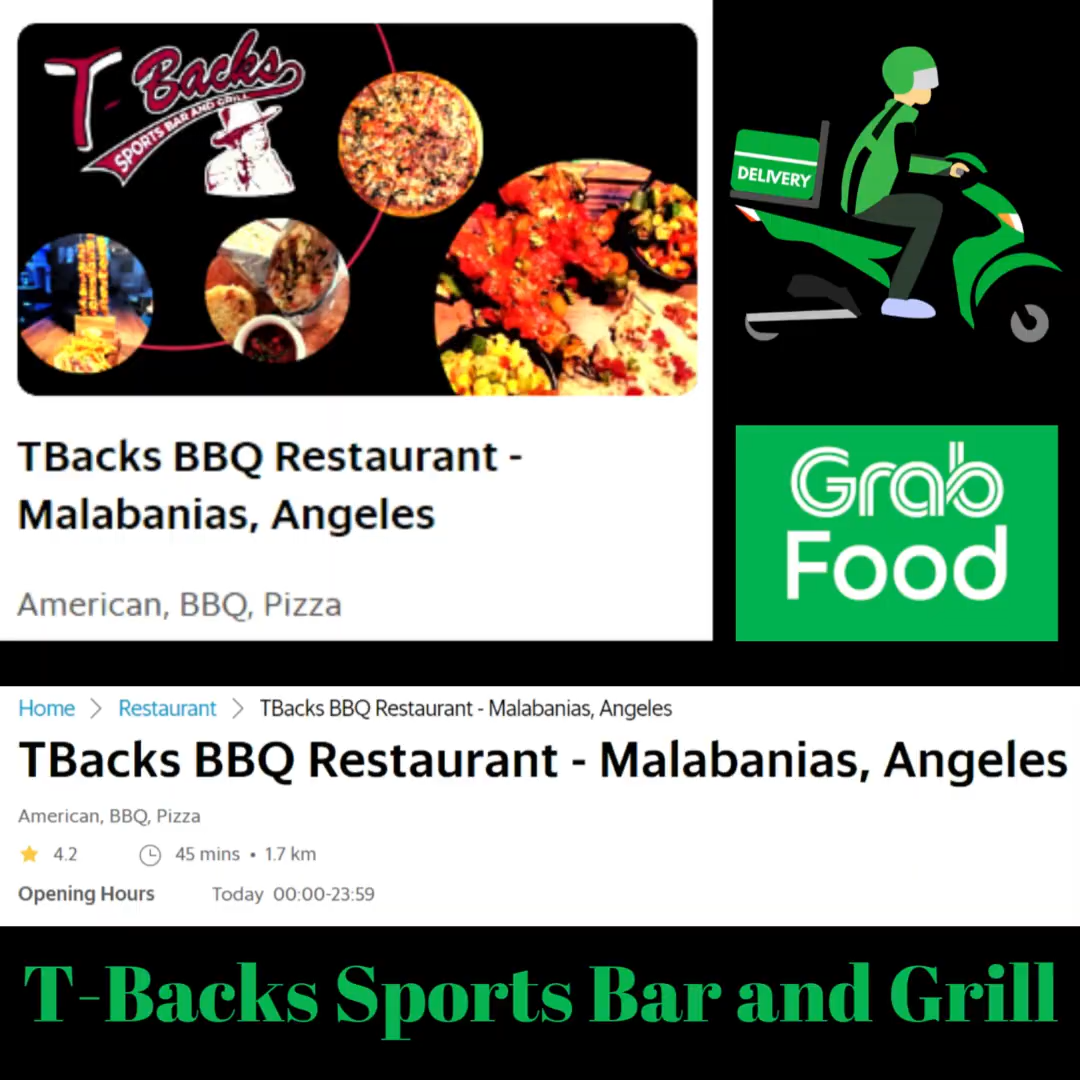 T-Backs
SPORTS BAR AND GRILL
DELIVERY
TBacks BBQ Restaurant -
Malabanias, Angeles
American, BBQ, Pizza
Grab
Food
Home > Restaurant > TBacks BBQ Restaurant - Malabanias, Angeles
TBacks BBQ Restaurant - Malabanias, Angeles
American, BBQ, Pizza
4.2 45 mins • 1.7 km
Opening Hours Today 00:00-23:59
T-Backs Sports Bar and Grill